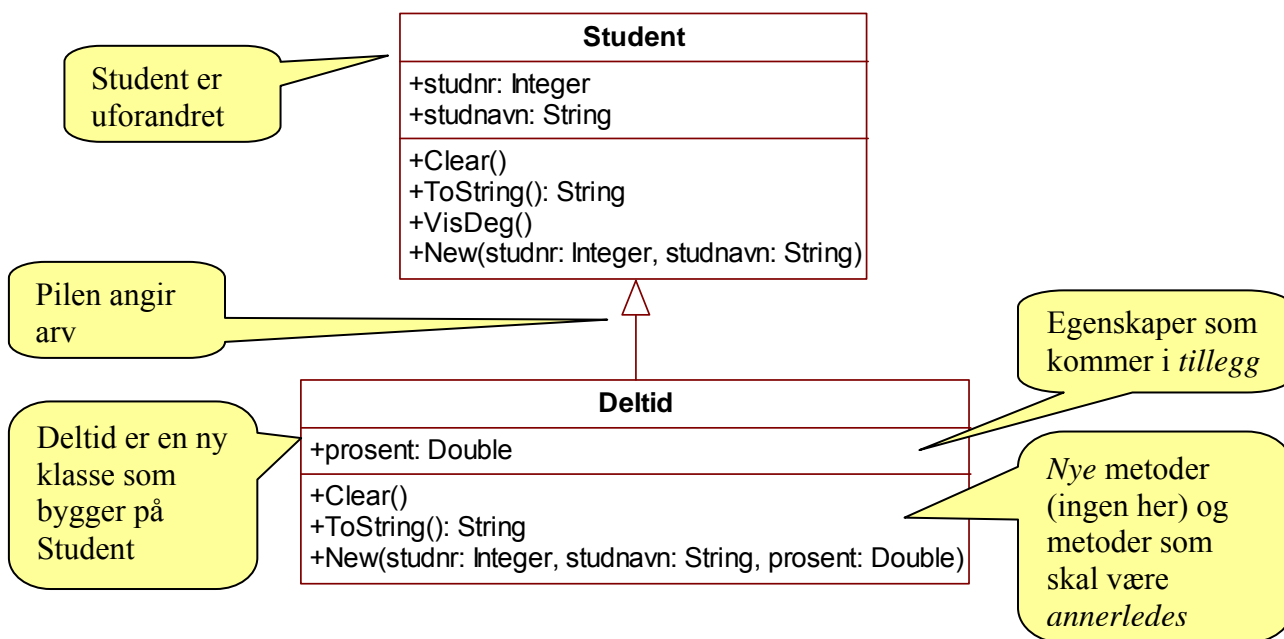 Student
Student er
uforandret
+studnr: Integer
+studnavn: String
+Clear()
+ToString(): String
+VisDeg()
+New(studnr: Integer, studnavn: String)
Pilen angir
arv
Egenskaper som
kommer i tillegg
Deltid
Deltid er en ny
klasse som
bygger på
Student
+prosent: Double
+Clear()
+ToString(): String
+New(studnr: Integer, studnavn: String, prosent: Double)
Nye metoder
(ingen her) og
metoder som
skal være
annerledes